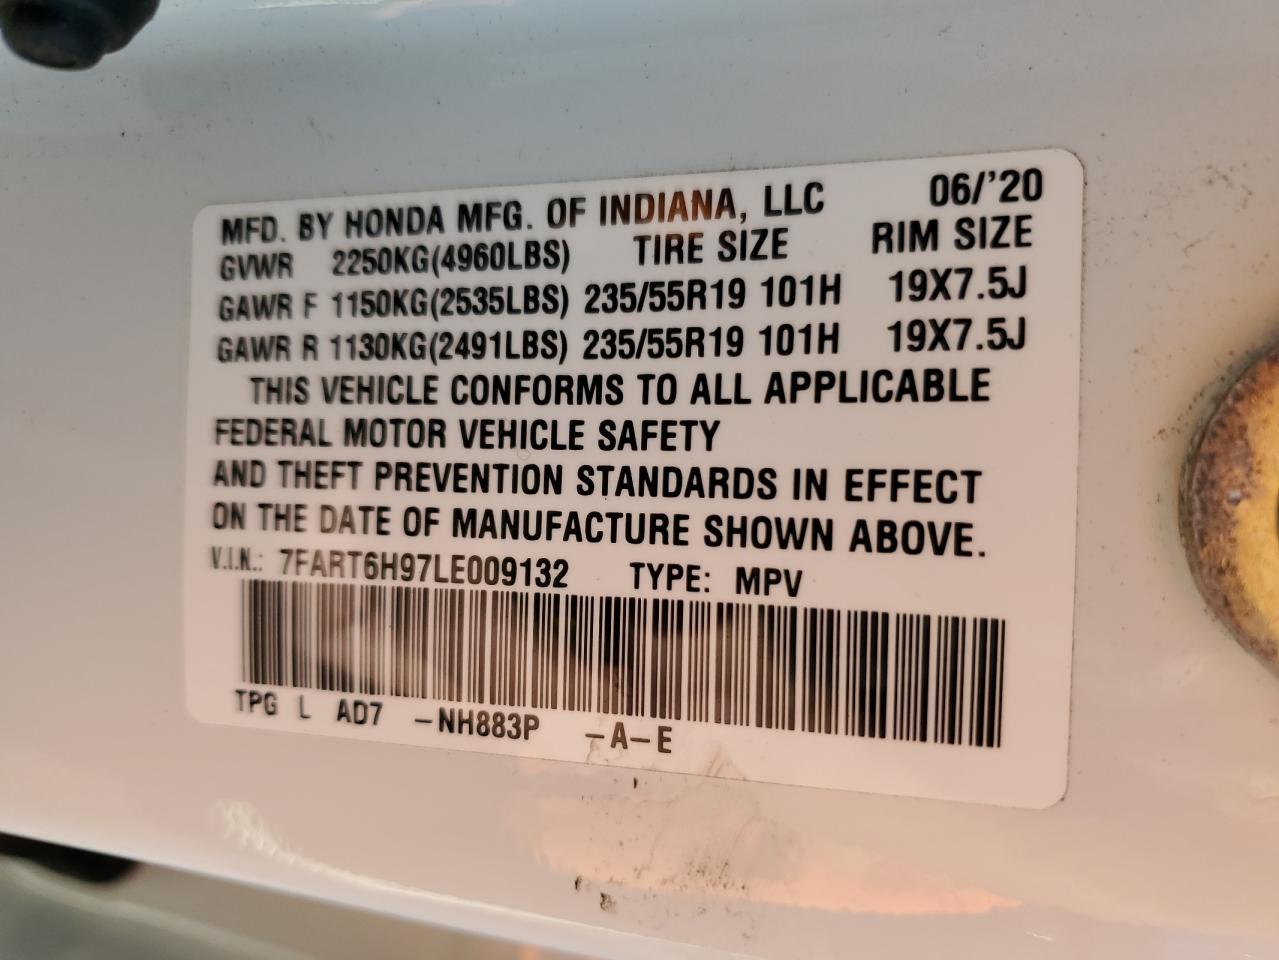 MFD. BY HONDA MFG. OF INDIANA, LLC 06/'20
GVWR 2250KG(4960LBS) TIRE SIZE RIM SIZE
GAWR F 1150KG(2535LBS) 235/55R19 101H 19X7.5J
GAWR R 1130KG(2491LBS) 235/55R19 101H 19X7.5J
THIS VEHICLE CONFORMS TO ALL APPLICABLE
FEDERAL MOTOR VEHICLE SAFETY
AND THEFT PREVENTION STANDARDS IN EFFECT
ON THE DATE OF MANUFACTURE SHOWN ABOVE.
V.I.N.: 7FART6H97LE009132 TYPE: MPV
TPG L AD7 -NH883P -A-E